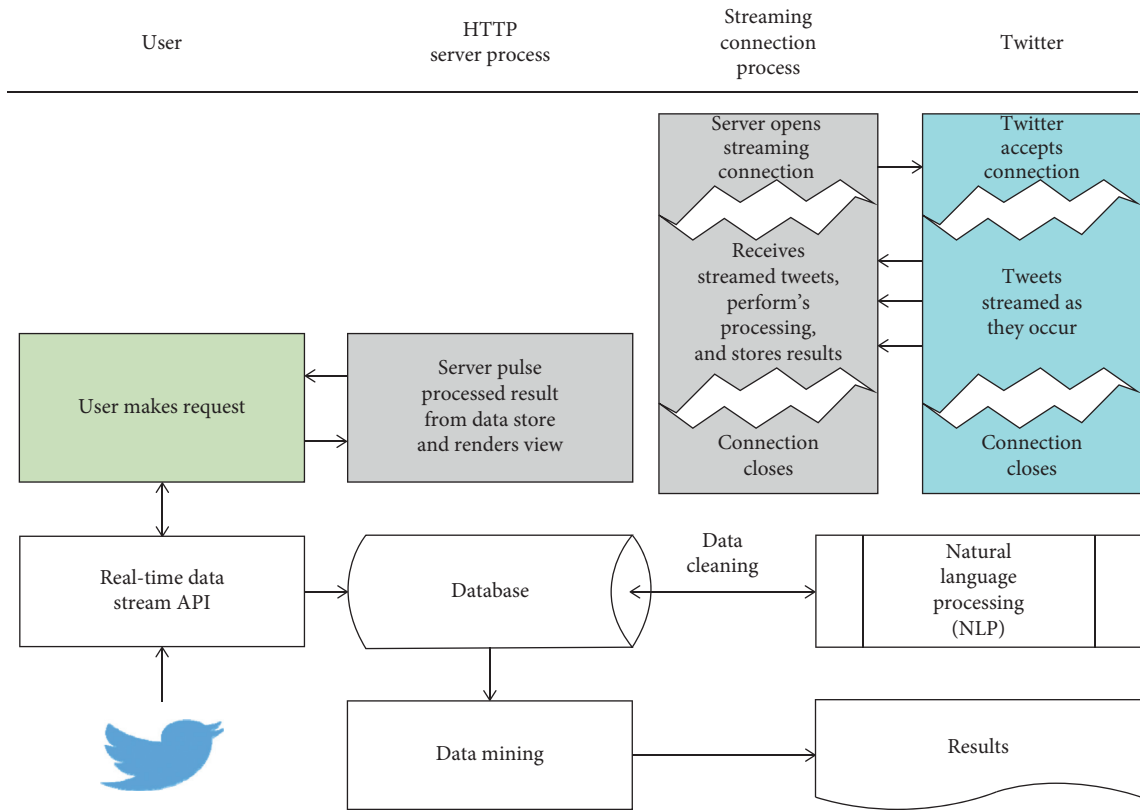 User
HTTP
server process
Streaming
connection
process
Twitter
Server opens
streaming
connection
Twitter
accepts
connection
Receives
streamed tweets,
perform's
processing,
and stores results
Tweets
streamed as
they occur
User makes request
Server pulse
processed result
from data store
and renders view
Connection
closes
Connection
closes
Real-time data
stream API
Database
Data
cleaning
Natural
language
processing
(NLP)
Data mining
Results